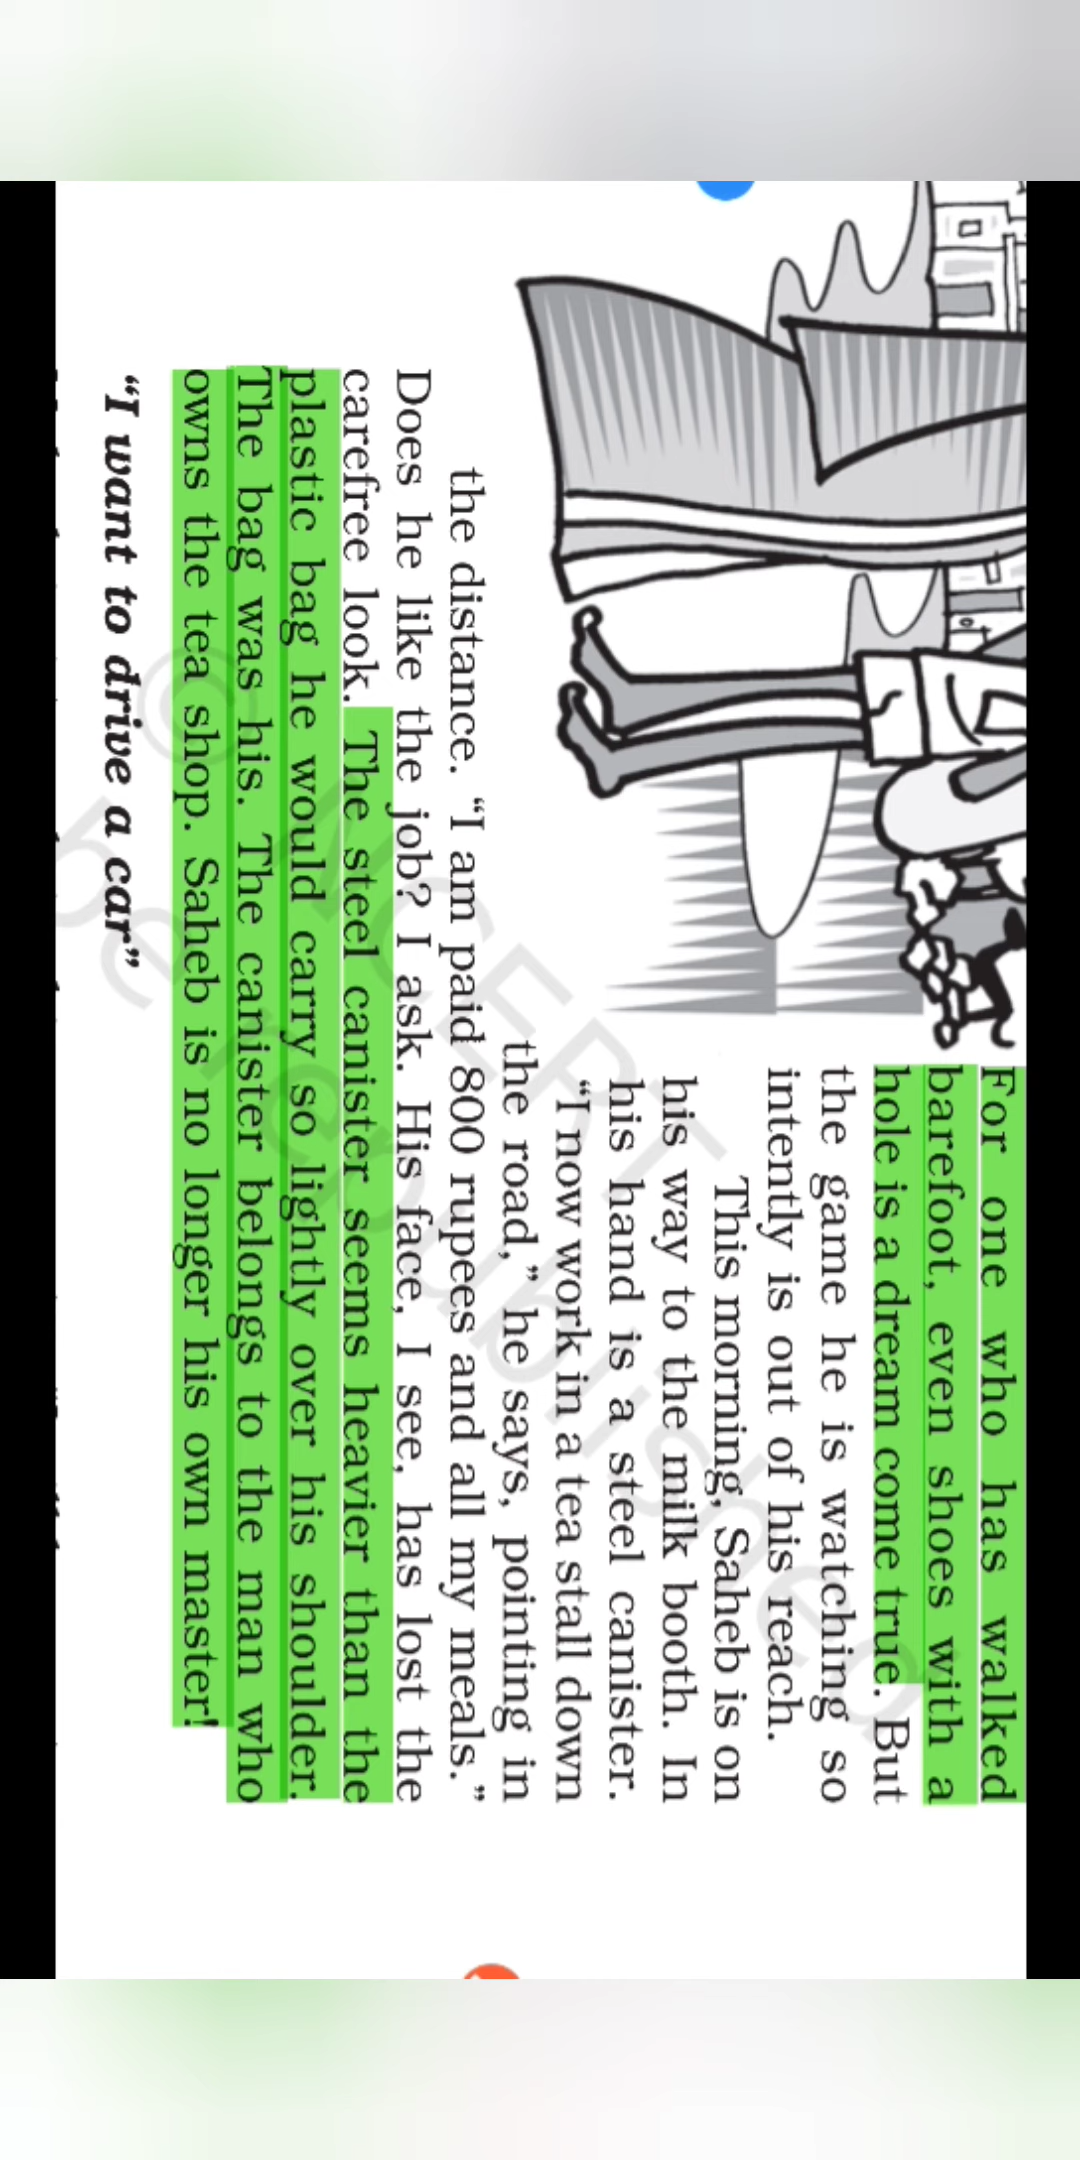 For one who has walked
barefoot, even shoes with a
hole is a dream come true. But
the game he is watching so
intently is out of his reach.
This morning, Saheb is on
his way to the milk booth. In
his hand is a steel canister.
“I now work in a tea stall down
the road,” he says, pointing in
the distance. “I am paid 800 rupees and all my meals.”
Does he like the job? I ask. His face, I see, has lost the
carefree look. The steel canister seems heavier than the
plastic bag he would carry so lightly over his shoulder.
The bag was his. The canister belongs to the man who
owns the tea shop. Saheb is no longer his own master!
“I want to drive a car”
© NCERT
be republished